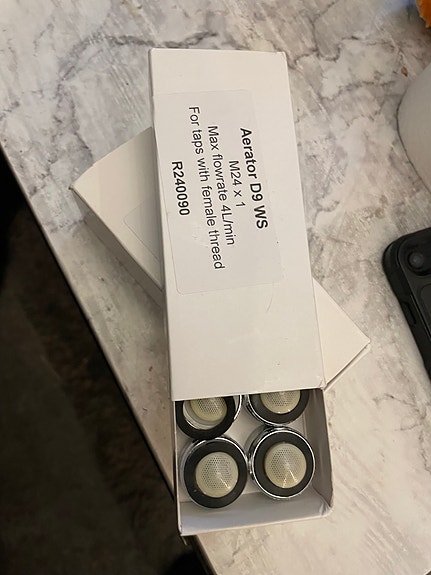 Aerator D9 WS
M24 x 1
Max flowrate 4L/min
For taps with female thread
R240090